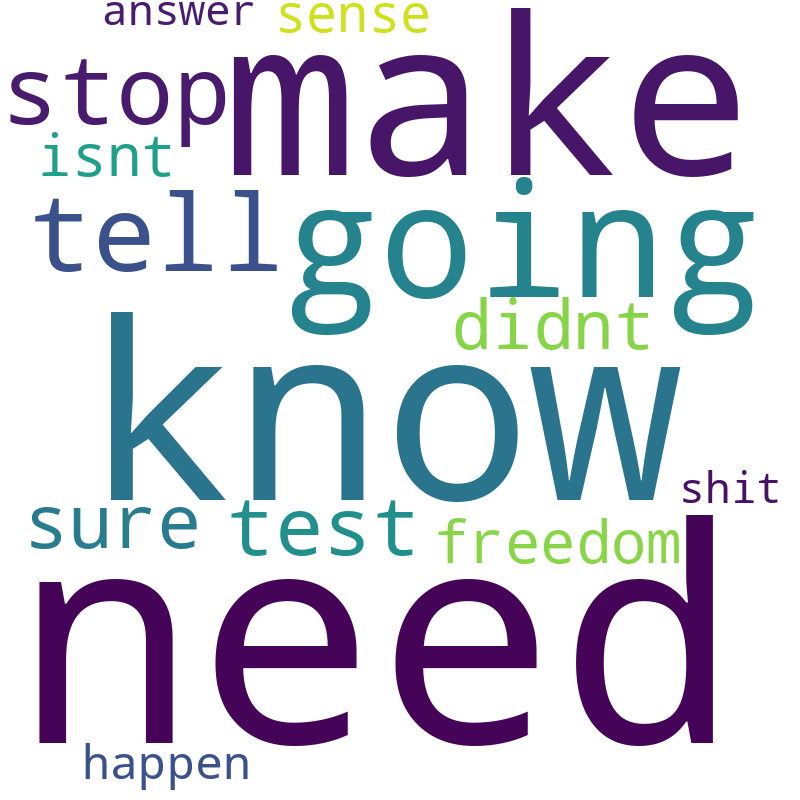 answer sense
stop make
isnt
tell going
didnt
know
shit
sure test freedom
need
happen